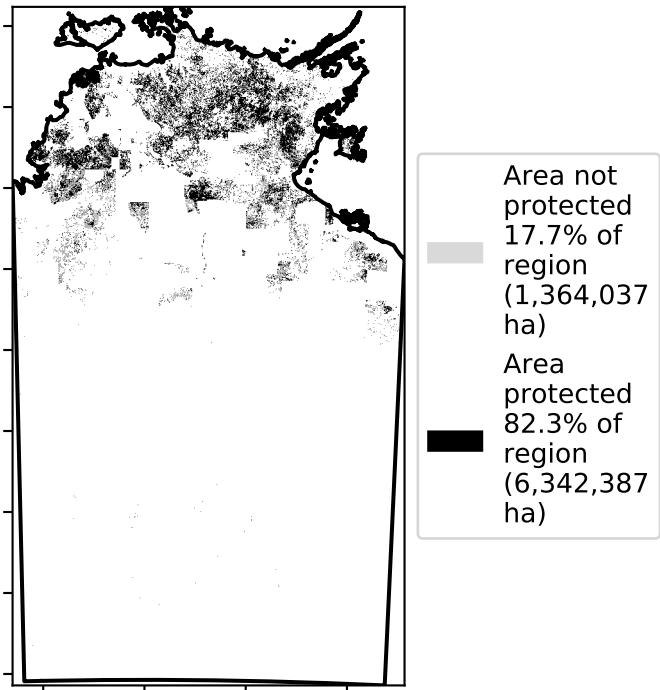 Area not
protected
17.7% of
region
(1,364,037
ha)
Area
protected
82.3% of
region
(6,342,387
ha)